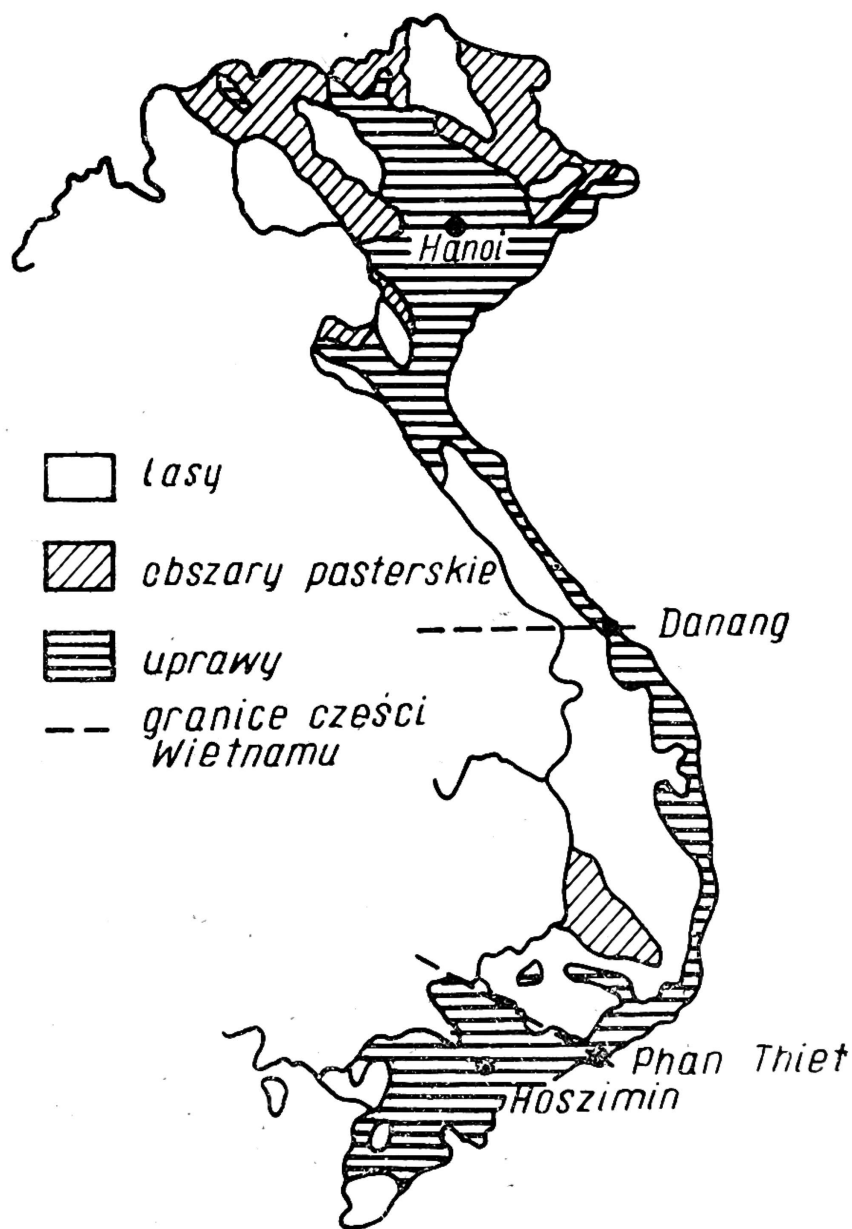 Hanoi
lasy
obszary pasterskie
Danang
uprawy
granice części
Wietnamu
Phan Thiet
Hoszimin